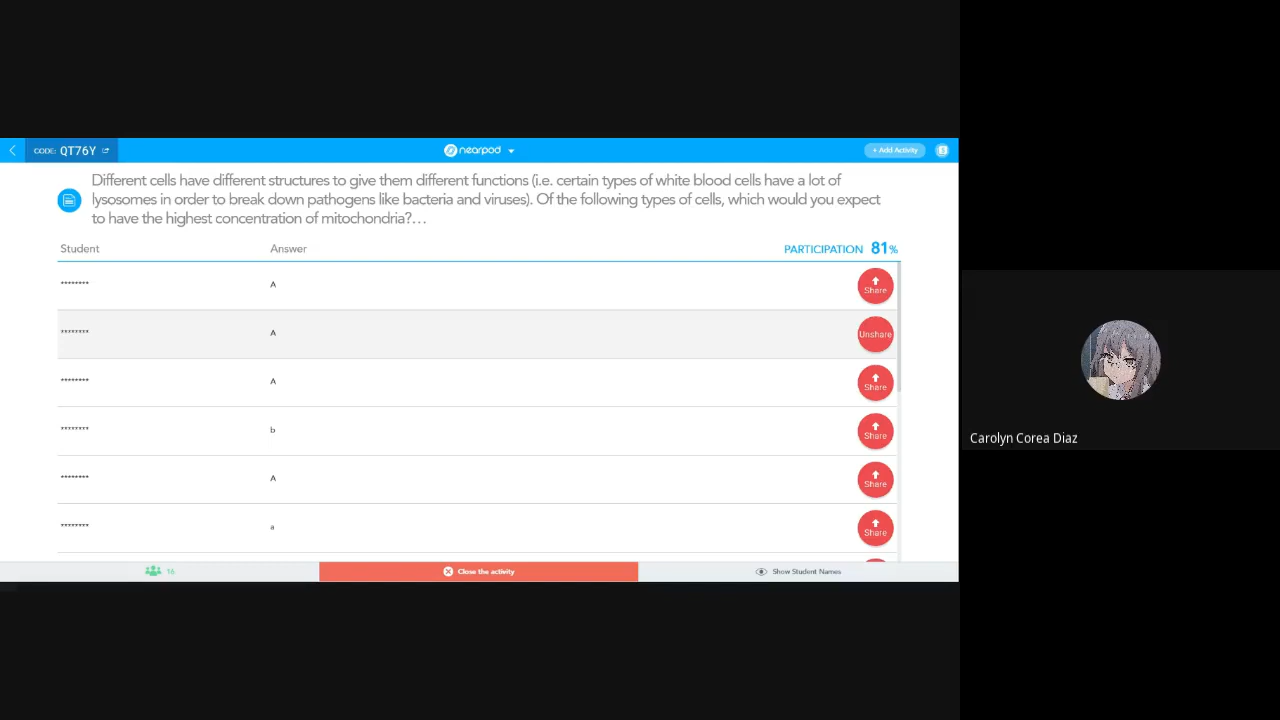 CODE: QT76Y
nearpod
+ Add Activity
Different cells have different structures to give them different functions (i.e. certain types of white blood cells have a lot of
lysosomes in order to break down pathogens like bacteria and viruses). Of the following types of cells, which would you expect
to have the highest concentration of mitochondria?…
Student Answer PARTICIPATION 81%
******** A Share
******** A Unshare
******** A Share
******** b Share
******** A Share
******** a Share
16 Close the activity Show Student Names
Carolyn Corea Diaz